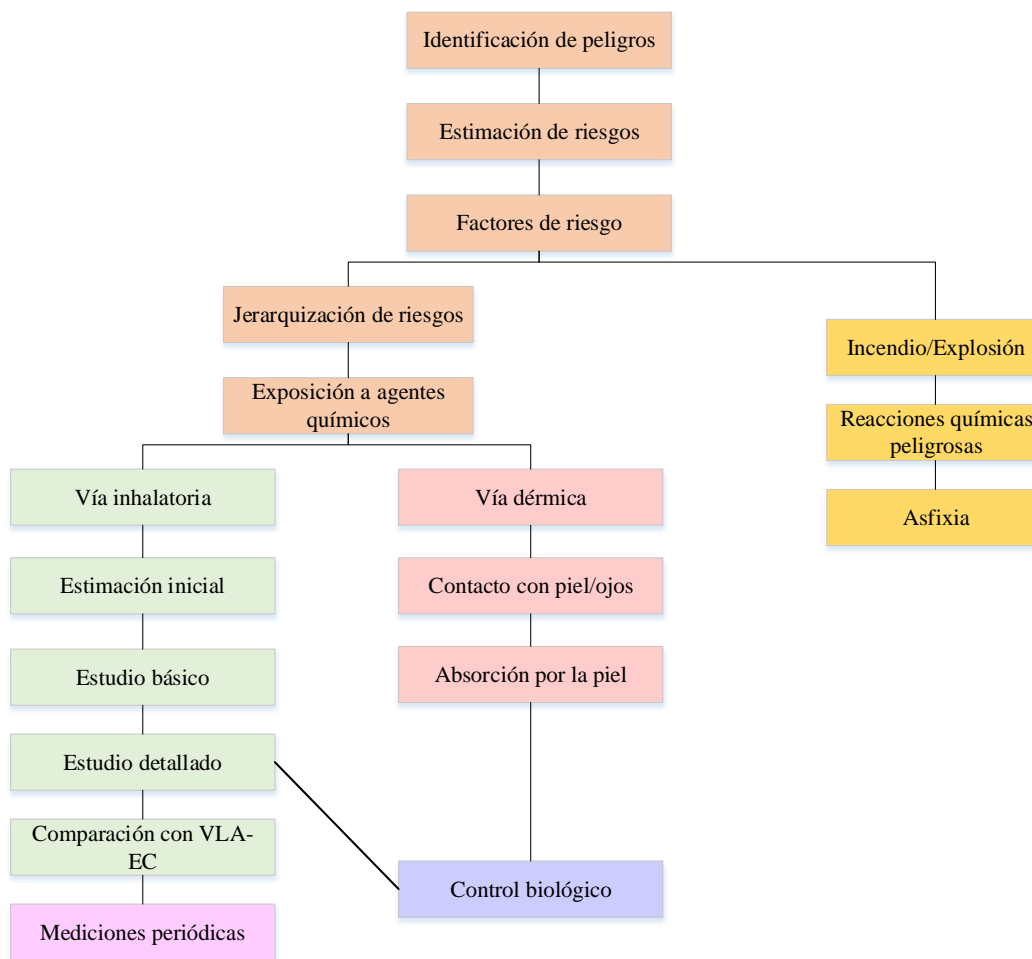 Identificación de peligros
Estimación de riesgos
Factores de riesgo
Jerarquización de riesgos
Incendio/Explosión
Exposición a agentes
químicos
Reacciones químicas
peligrosas
Vía inhalatoria
Vía dérmica
Asfixia
Estimación inicial
Contacto con piel/ojos
Estudio básico
Absorción por la piel
Estudio detallado
Comparación con VLA-
EC
Control biológico
Mediciones periódicas